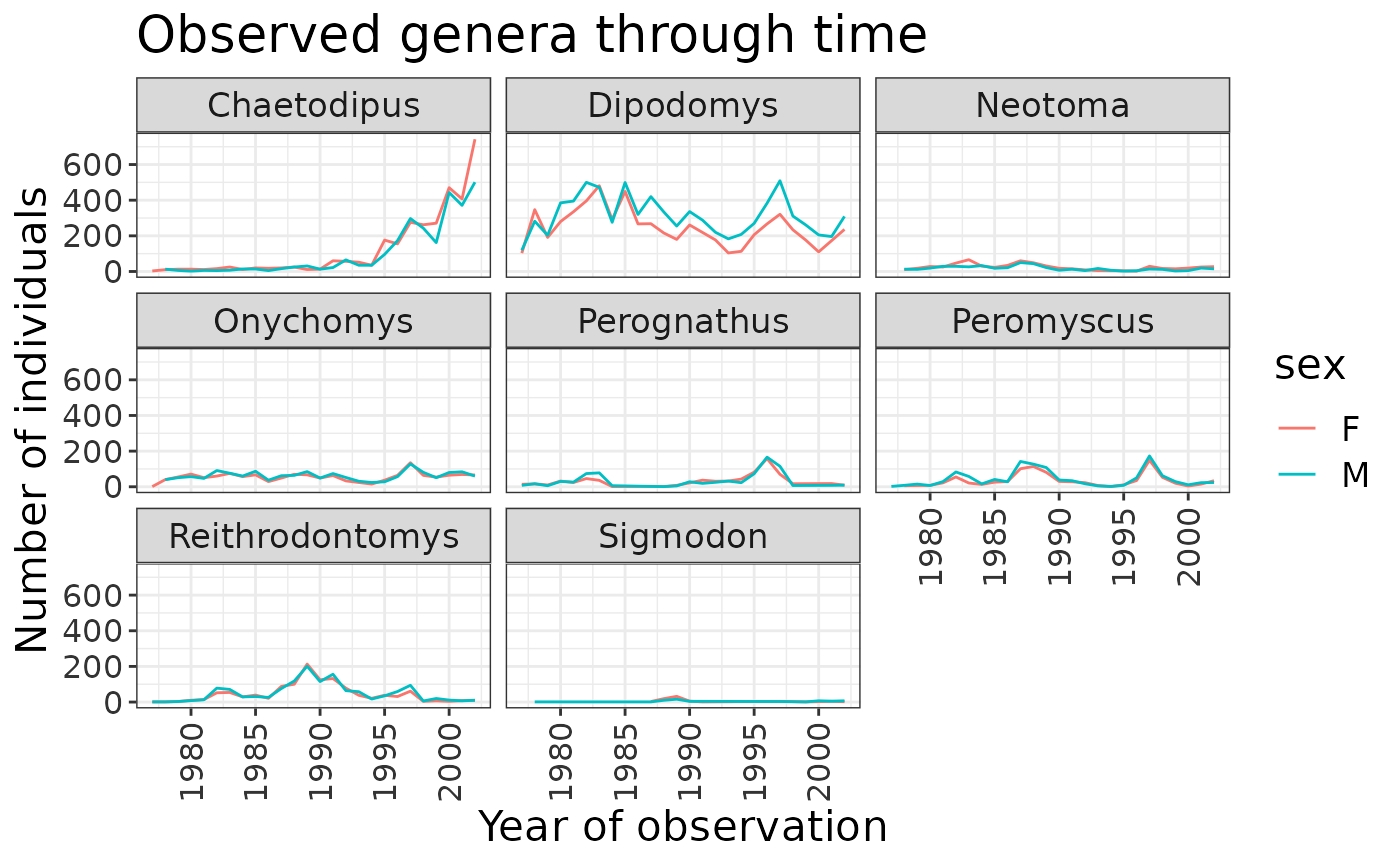 Observed genera through time
Chaetodipus Dipodomys Neotoma
600
400
200
0
Onychomys Perognathus Peromyscus
600
400
200
0
1980 1985 1990 1995 2000
Reithrodontomys Sigmodon
600
400
200
0
1980 1985 1990 1995 2000 1980 1985 1990 1995 2000
Year of observation
Number of individuals
sex
F
M